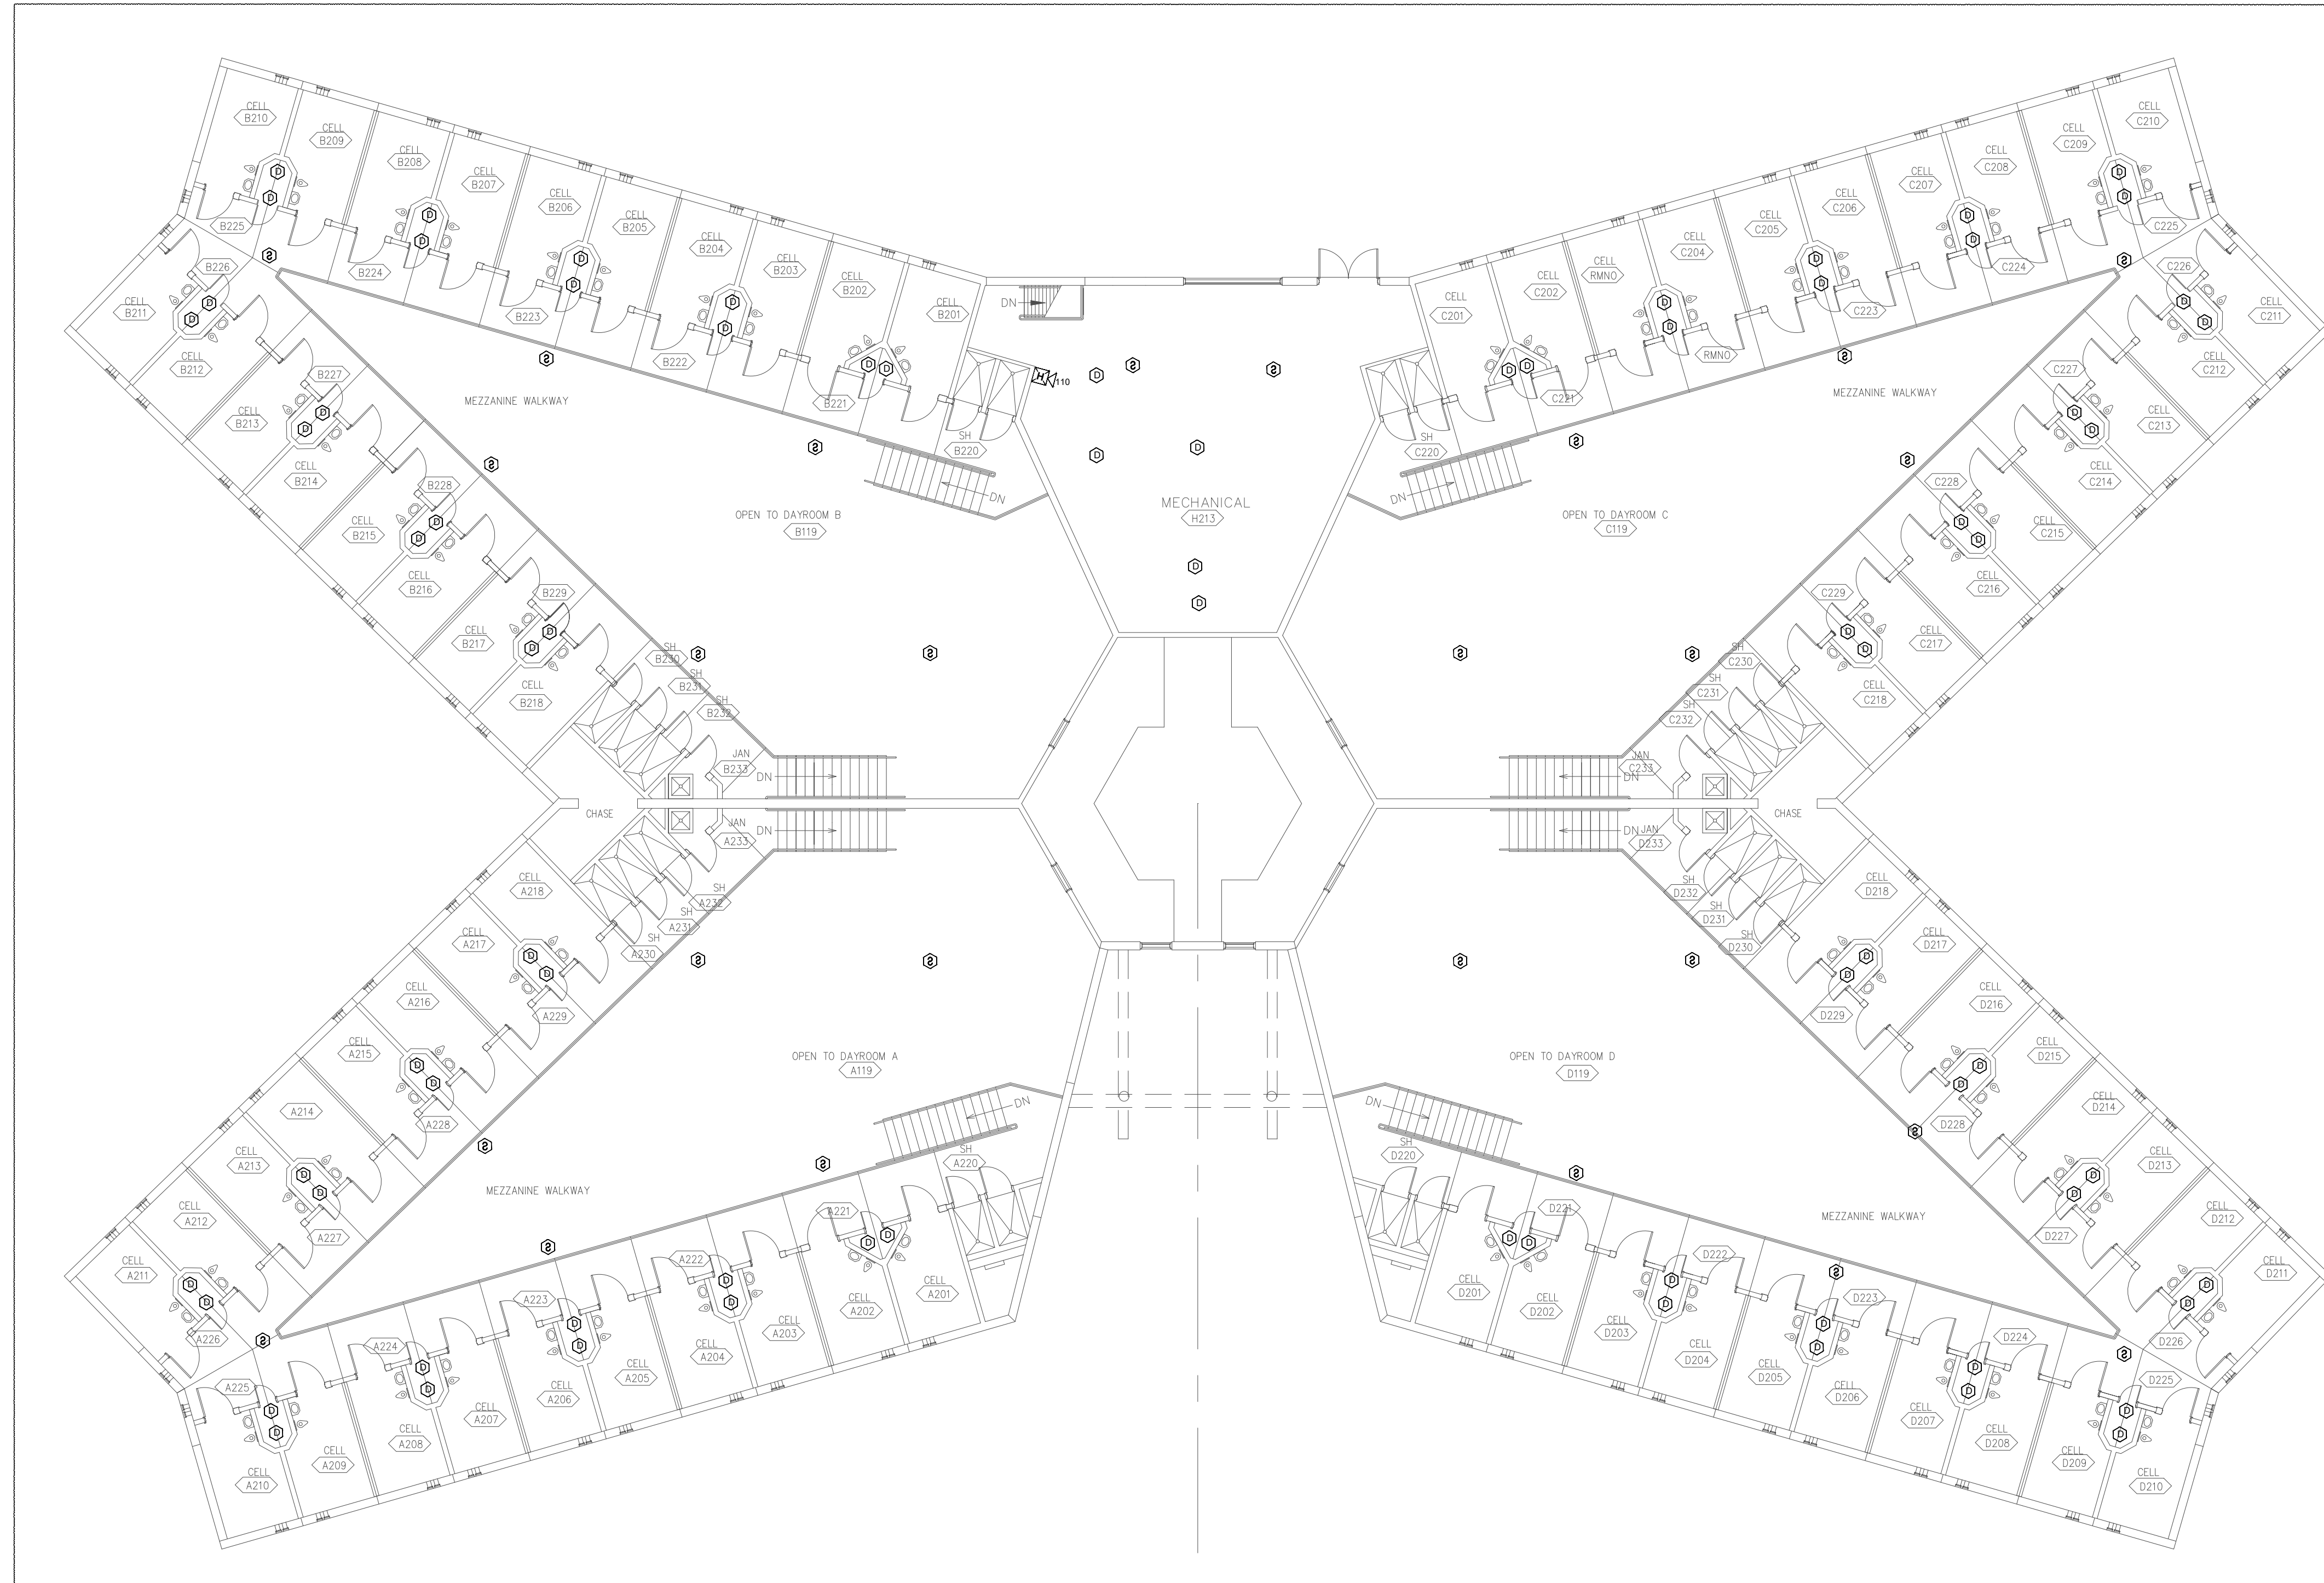 CELL
B210
CELL
B209
CELL
B208
CELL
B207
CELL
B206
CELL
B205
CELL
B204
CELL
B203
CELL
B202
CELL
B201
B225
B224
B223
B222
B221
SH
B220
DN
DN
H
110
CELL
B211
CELL
B212
CELL
B213
CELL
B214
CELL
B215
CELL
B216
CELL
B217
CELL
B218
B226
B227
B228
B229
SH
B230
SH
B231
SH
B232
JAN
B233
DN
MEZZANINE WALKWAY
OPEN TO DAYROOM B
B119
MECHANICAL
H213
D
D
D
D
D
S
S
CELL
C210
CELL
C209
CELL
C208
CELL
C207
CELL
C206
CELL
C205
CELL
C204
CELL
RMNO
CELL
C202
CELL
C201
C225
C224
C223
RMNO
C221
SH
C220
DN
MEZZANINE WALKWAY
OPEN TO DAYROOM C
C119
C226
CELL
C211
CELL
C212
C227
CELL
C213
CELL
C214
C228
CELL
C215
CELL
C216
C229
CELL
C217
CELL
C218
SH
C230
SH
C231
SH
C232
JAN
C233
DN
CHASE
CHASE
JAN
A233
DN
SH
A232
SH
A231
SH
A230
CELL
A218
CELL
A217
CELL
A216
CELL
A215
A214
CELL
A213
CELL
A212
CELL
A211
A229
A228
A227
A226
OPEN TO DAYROOM A
A119
DN
MEZZANINE WALKWAY
SH
A220
A221
A222
A223
A224
A225
CELL
A201
CELL
A202
CELL
A203
CELL
A204
CELL
A205
CELL
A206
CELL
A207
CELL
A208
CELL
A209
CELL
A210
DN
JAN
D233
SH
D232
SH
D231
SH
D230
CELL
D218
CELL
D217
CELL
D216
CELL
D215
CELL
D214
CELL
D213
CELL
D212
CELL
D211
D229
D228
D227
D226
OPEN TO DAYROOM D
D119
DN
MEZZANINE WALKWAY
SH
D220
D221
D222
D223
D224
D225
CELL
D201
CELL
D202
CELL
D203
CELL
D204
CELL
D205
CELL
D206
CELL
D207
CELL
D208
CELL
D209
CELL
D210